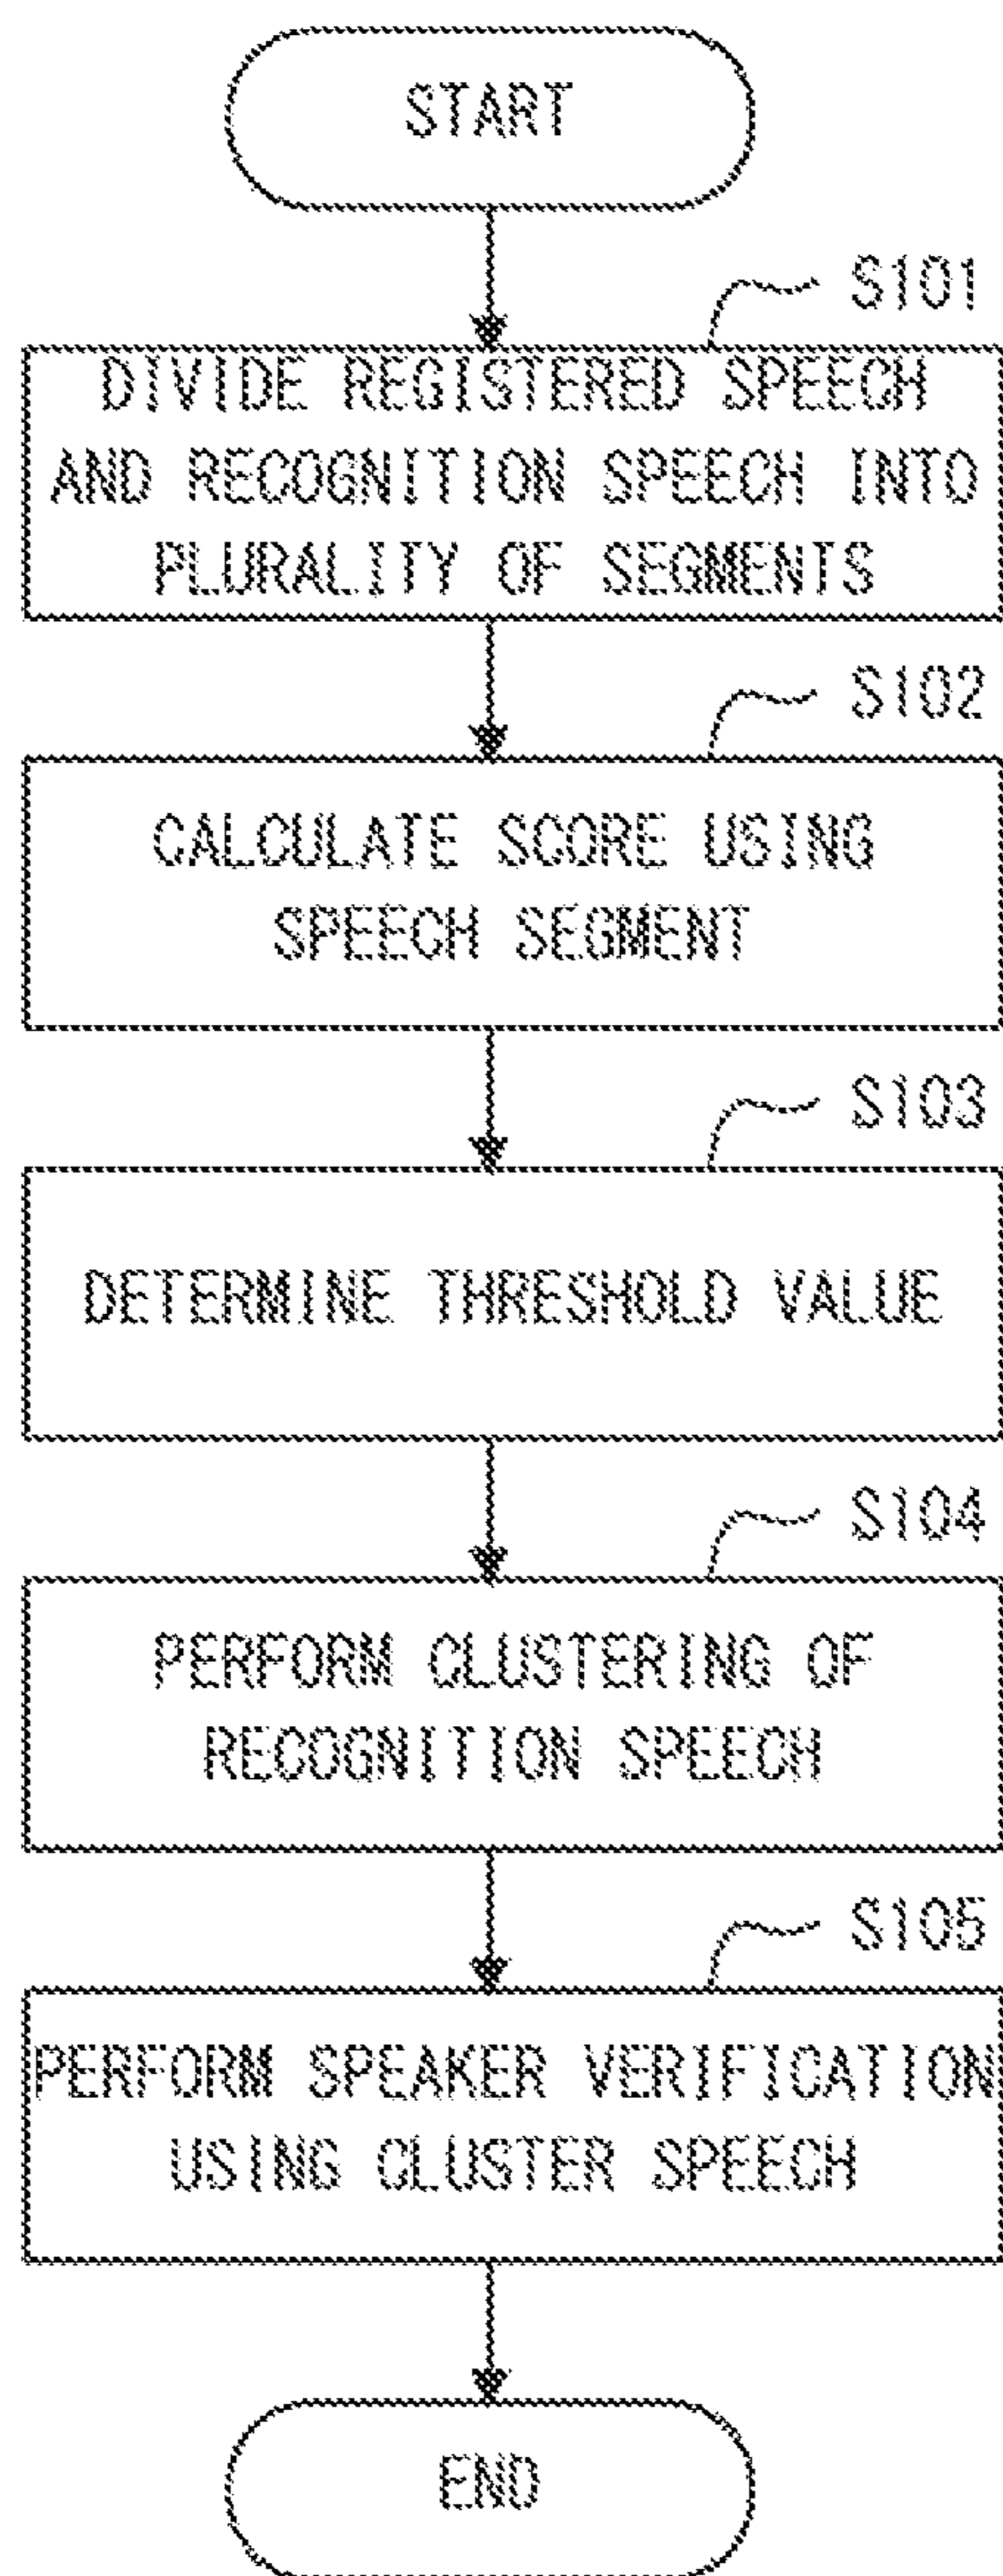 START
S101
DIVIDE REGISTERED SPEECH
AND RECOGNITION SPEECH INTO
PLURALITY OF SEGMENTS
S102
CALCULATE SCORE USING
SPEECH SEGMENT
S103
DETERMINE THRESHOLD VALUE
S104
PERFORM CLUSTERING OF
RECOGNITION SPEECH
S105
PERFORM SPEAKER VERIFICATION
USING CLUSTER SPEECH
END